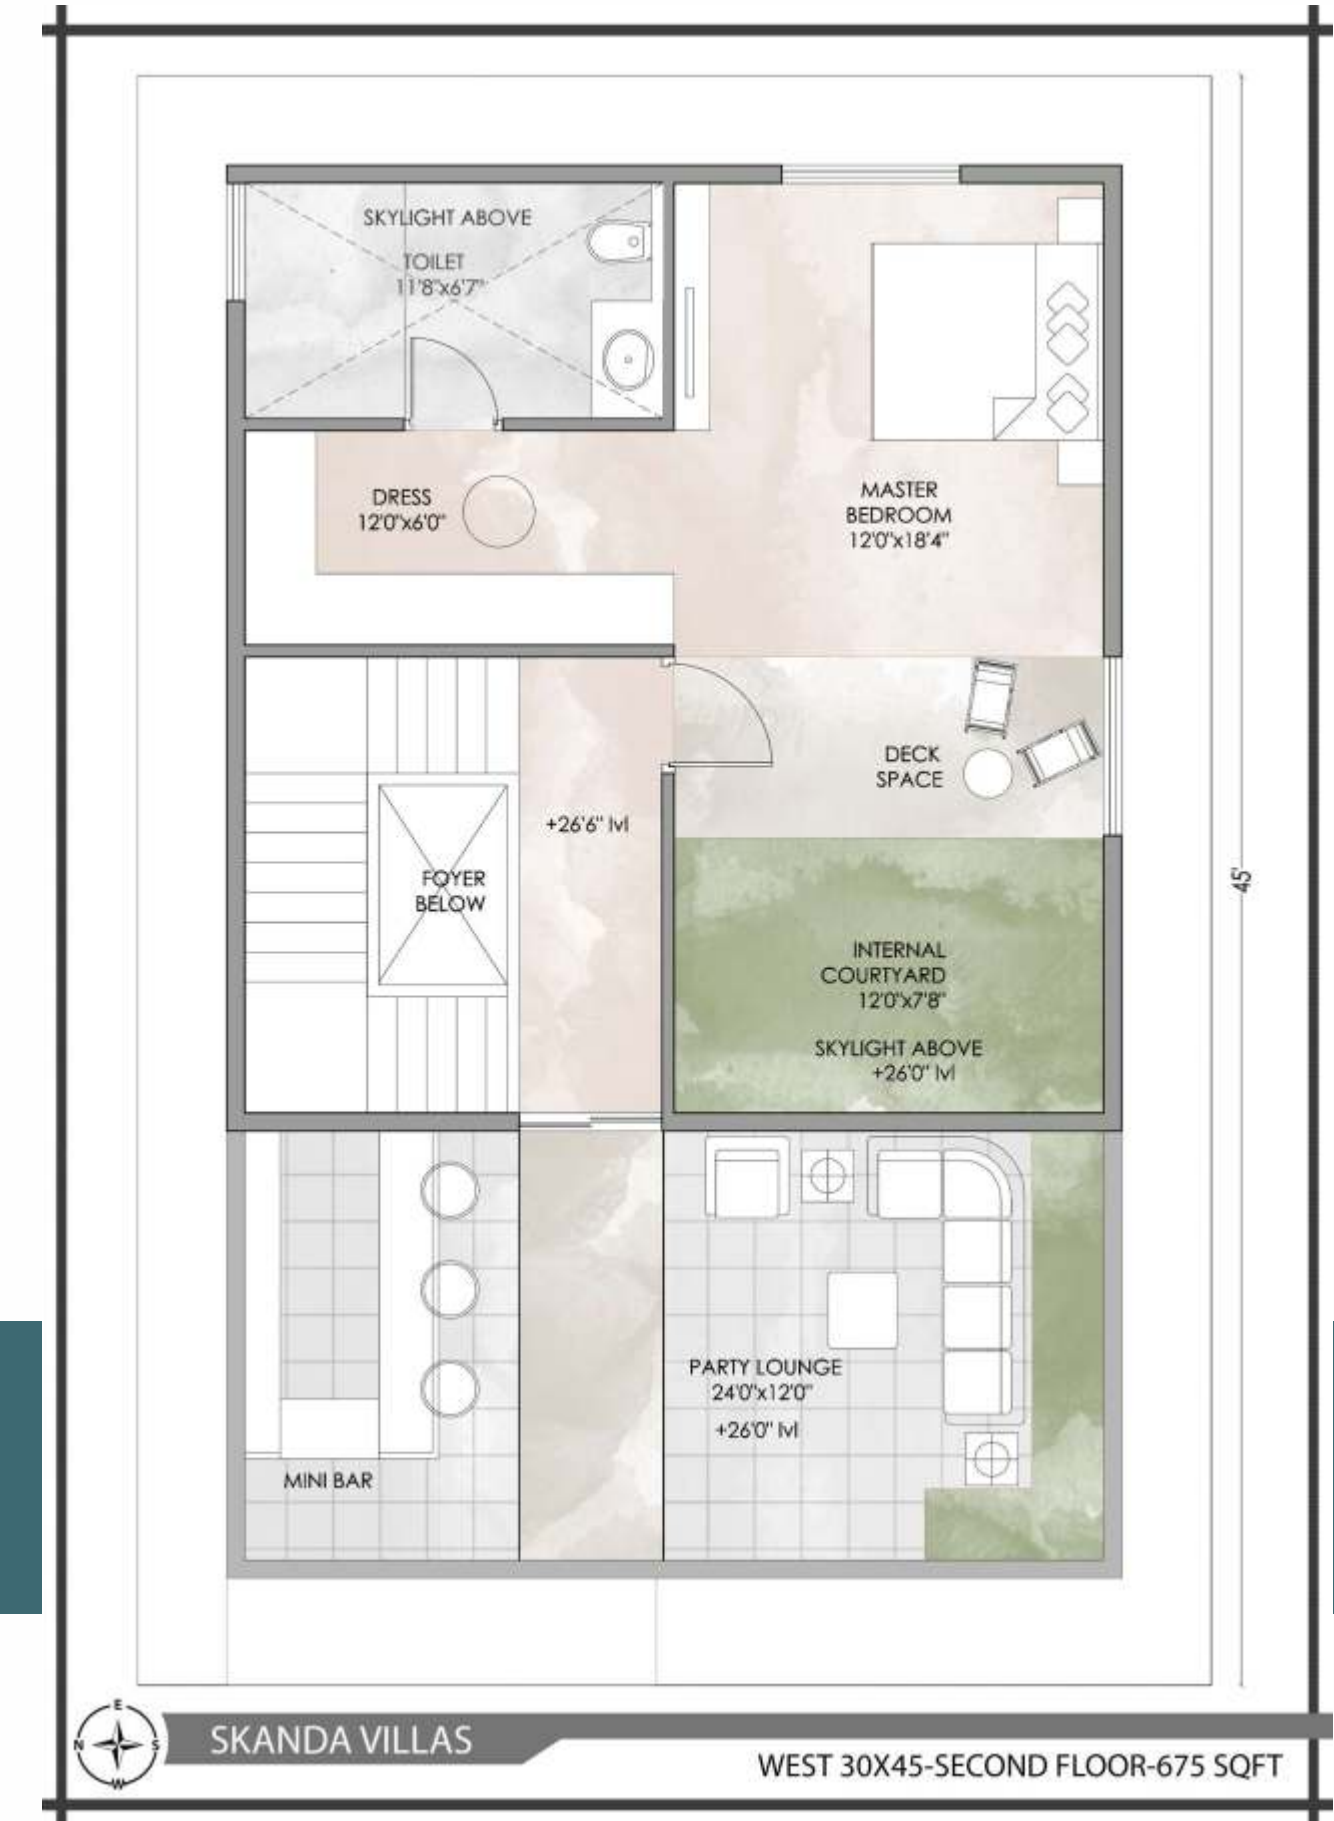 SKYLIGHT ABOVE
TOILET
11'8"x6'7"
DRESS
12'0"x6'0"
MASTER
BEDROOM
12'0"x18'4"
DECK
SPACE
+26'6" lvl
FOYER
BELOW
45'
INTERNAL
COURTYARD
12'0"x7'8"
SKYLIGHT ABOVE
+26'0" lvl
PARTY LOUNGE
24'0"x12'0"
+26'0" lvl
MINI BAR
E
N
S
W
SKANDA VILLAS
WEST 30X45-SECOND FLOOR-675 SQFT